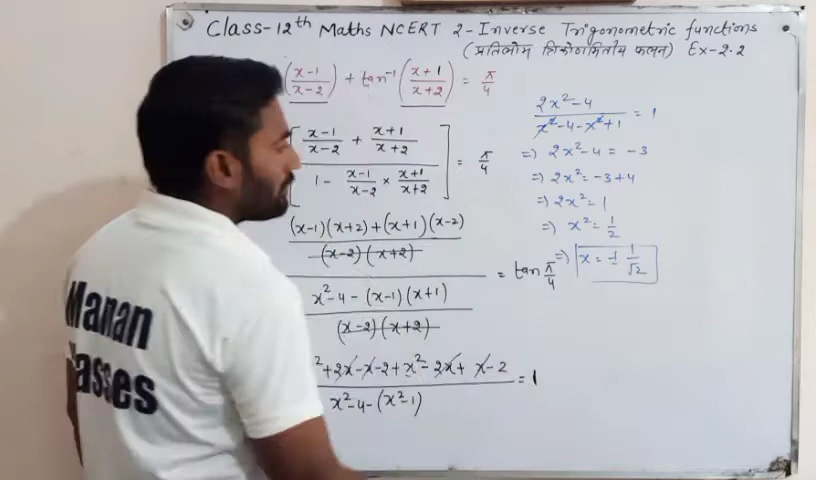 Class-12th Maths NCERT 2-Inverse Trigonometric functions
(प्रतिलोम त्रिकोणमितीय फलन) Ex-2.2
(x-1/x-2) + tan⁻¹(x+1/x+2) = π/4
[(x-1/x-2 + x+1/x+2) / (1 - x-1/x-2 × x+1/x+2)] = π/4
((x-1)(x+2)+(x+1)(x-2) / (x-2)(x+2)) / (x²-4-(x-1)(x+1) / (x-2)(x+2)) = tan π/4
²+2x-x-2+x²-2x+x-2 / x²-4-(x²-1) = 1
2x²-4 / x²-4-x²+1 = 1
=) 2x²-4 = -3
=) 2x² = -3+4
=) 2x² = 1
=) x² = 1/2
=) x = ± 1/√2
Manan
asses